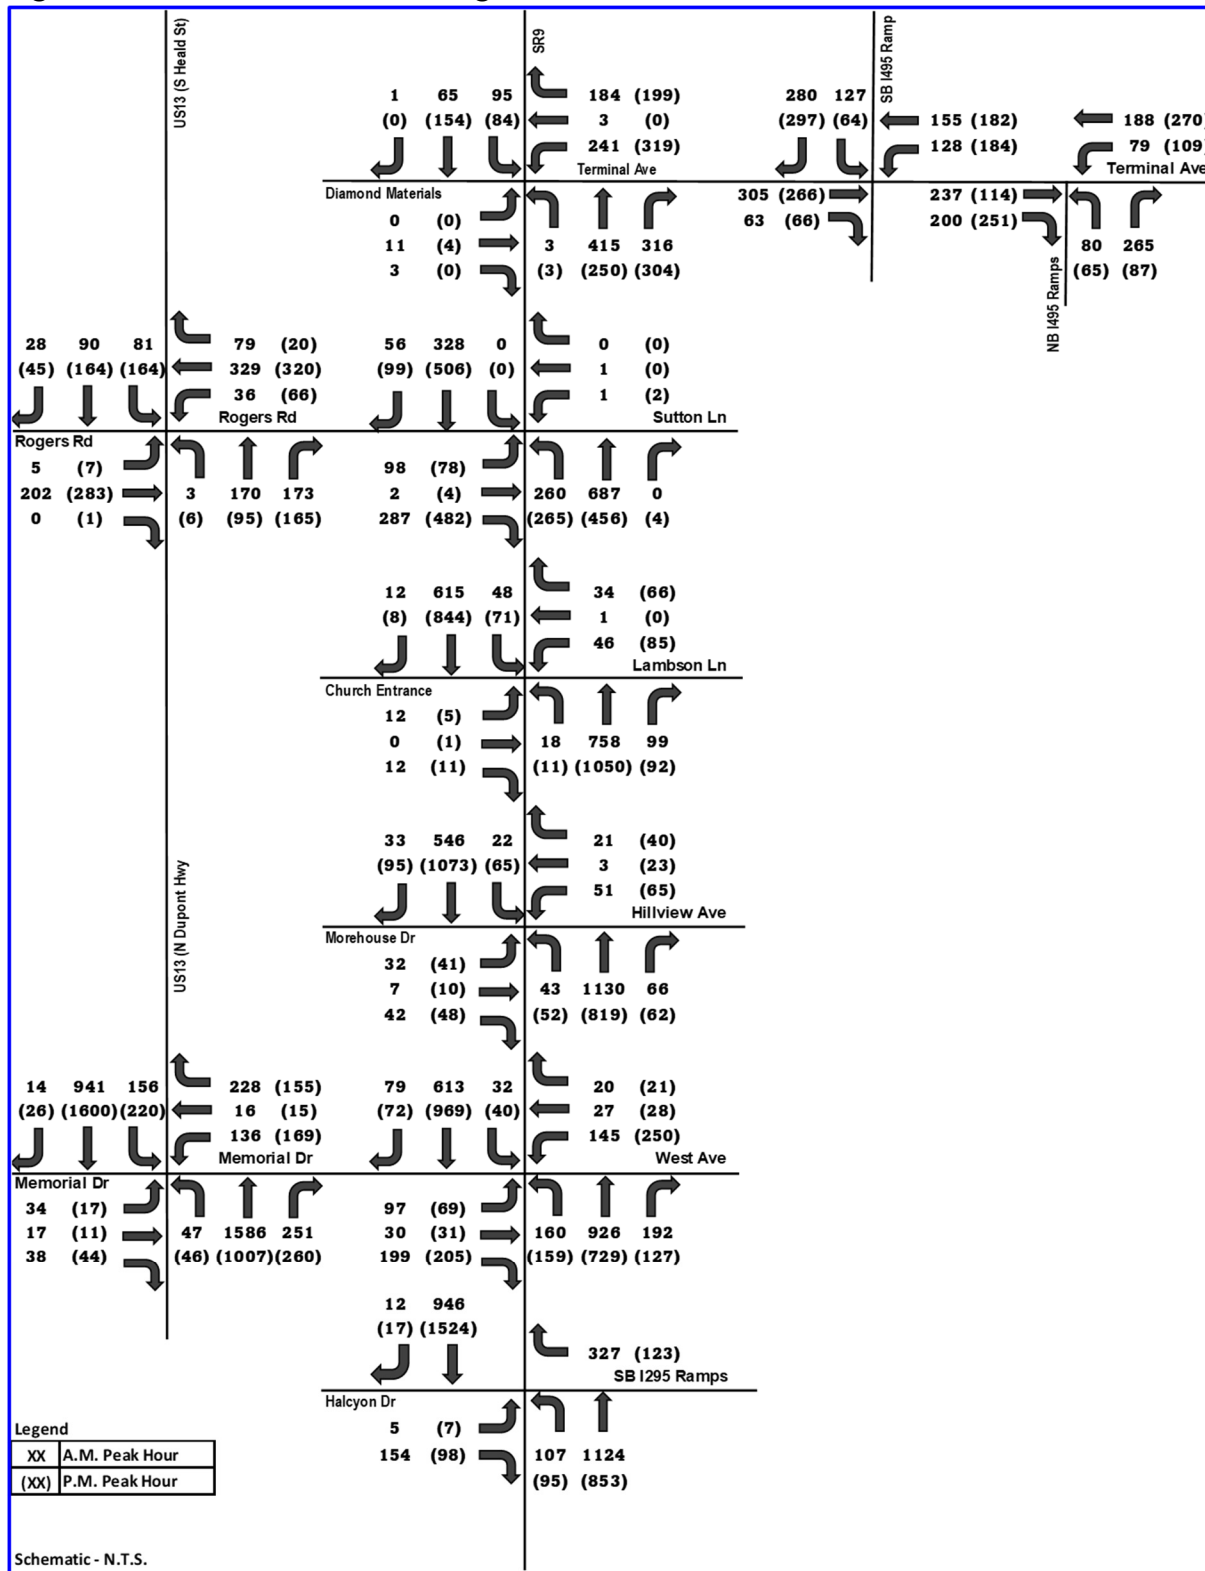 US13 (S Heald St)
SR9
SB I495 Ramp
1 65 95 184 (199) 280 127
(0) (154) (84) 3 (0) (297) (64) 155 (182) 188 (270)
241 (319) 128 (184) 79 (109)
Terminal Ave Terminal Ave
Diamond Materials 305 (266) 237 (114)
0 (0) 63 (66) 200 (251)
11 (4) 3 415 316 80 265
3 (0) (3) (250) (304) (65) (87)
NB I495 Ramps
28 90 81 79 (20) 56 328 0 0 (0)
(45) (164) (164) 329 (320) (99) (506) (0) 1 (0)
36 (66) 1 (2)
Rogers Rd Sutton Ln
Rogers Rd
5 (7) 98 (78)
202 (283) 3 170 173 2 (4) 260 687 0
0 (1) (6) (95) (165) 287 (482) (265) (456) (4)
12 615 48 34 (66)
(8) (844) (71) 1 (0)
46 (85)
Lambson Ln
Church Entrance
12 (5)
0 (1) 18 758 99
12 (11) (11) (1050) (92)
US13 (N Dupont Hwy
33 546 22 21 (40)
(95) (1073) (65) 3 (23)
51 (65)
Hillview Ave
Morehouse Dr
32 (41)
7 (10) 43 1130 66
42 (48) (52) (819) (62)
14 941 156 228 (155) 79 613 32 20 (21)
(26) (1600) (220) 16 (15) (72) (969) (40) 27 (28)
136 (169) 145 (250)
Memorial Dr West Ave
Memorial Dr
34 (17) 97 (69)
17 (11) 47 1586 251 30 (31) 160 926 192
38 (44) (46) (1007) (260) 199 (205) (159) (729) (127)
12 946
(17) (1524)
327 (123)
SB I295 Ramps
Halcyon Dr
5 (7)
154 (98) 107 1124
(95) (853)
Legend
XX A.M. Peak Hour
(XX) P.M. Peak Hour
Schematic - N.T.S.